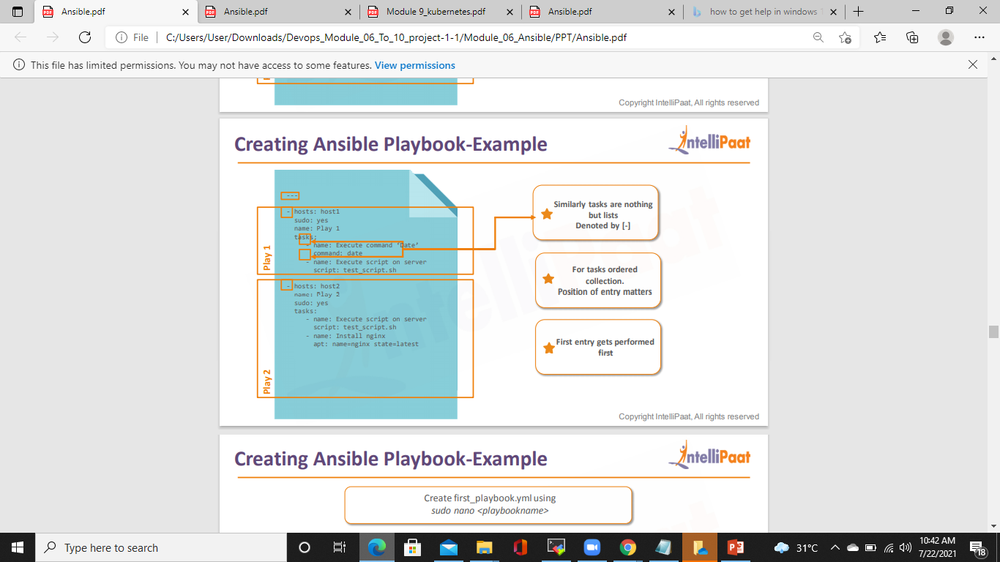 Ansible.pdf
Ansible.pdf
Module 9_kubernetes.pdf
Ansible.pdf
how to get help in windows
File
C:/Users/User/Downloads/Devops_Module_06_To_10_project-1-1/Module_06_Ansible/PPT/Ansible.pdf
This file has limited permissions. You may not have access to some features. View permissions
Copyright IntelliPaat, All rights reserved
Creating Ansible Playbook-Example
IntelliPaat
---
- hosts: host1
sudo: yes
name: Play 1
tasks:
- name: Execute command ‘Date’
command: date
- name: Execute script on server
script: test_script.sh
Play 1
- hosts: host2
name: Play 2
sudo: yes
tasks:
- name: Execute script on server
script: test_script.sh
- name: Install nginx
apt: name=nginx state=latest
Play 2
Similarly tasks are nothing
but lists
Denoted by [-]
For tasks ordered
collection.
Position of entry matters
First entry gets performed
first
Copyright IntelliPaat, All rights reserved
Creating Ansible Playbook-Example
IntelliPaat
Create first_playbook.yml using
sudo nano <playbookname>
Type here to search
31°C
10:42 AM
7/22/2021
18